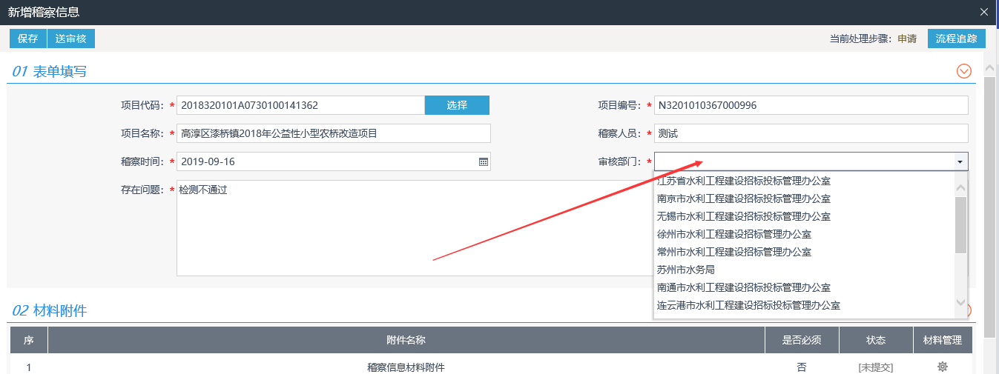 新增稽察信息
保存 送审核 当前处理步骤：申请 流程追踪
01 表单填写
项目代码：* 2018320101A0730100141362 选择 项目编号：* N3201010367000996
项目名称：* 高淳区漆桥镇2018年公益性小型农桥改造项目 稽察人员：* 测试
稽察时间：* 2019-09-16 审核部门：*
存在问题：* 检测不通过
江苏省水利工程建设招标投标管理办公室
南京市水利工程建设招标投标管理办公室
无锡市水利工程建设招标投标管理办公室
徐州市水利工程建设招标管理办公室
常州市水利工程建设招标管理办公室
苏州市水务局
南通市水利工程建设招标投标管理办公室
连云港市水利工程建设招标投标管理办公室
02 材料附件
序 附件名称 是否必须 状态 材料管理
1 稽察信息材料附件 否 [未提交]